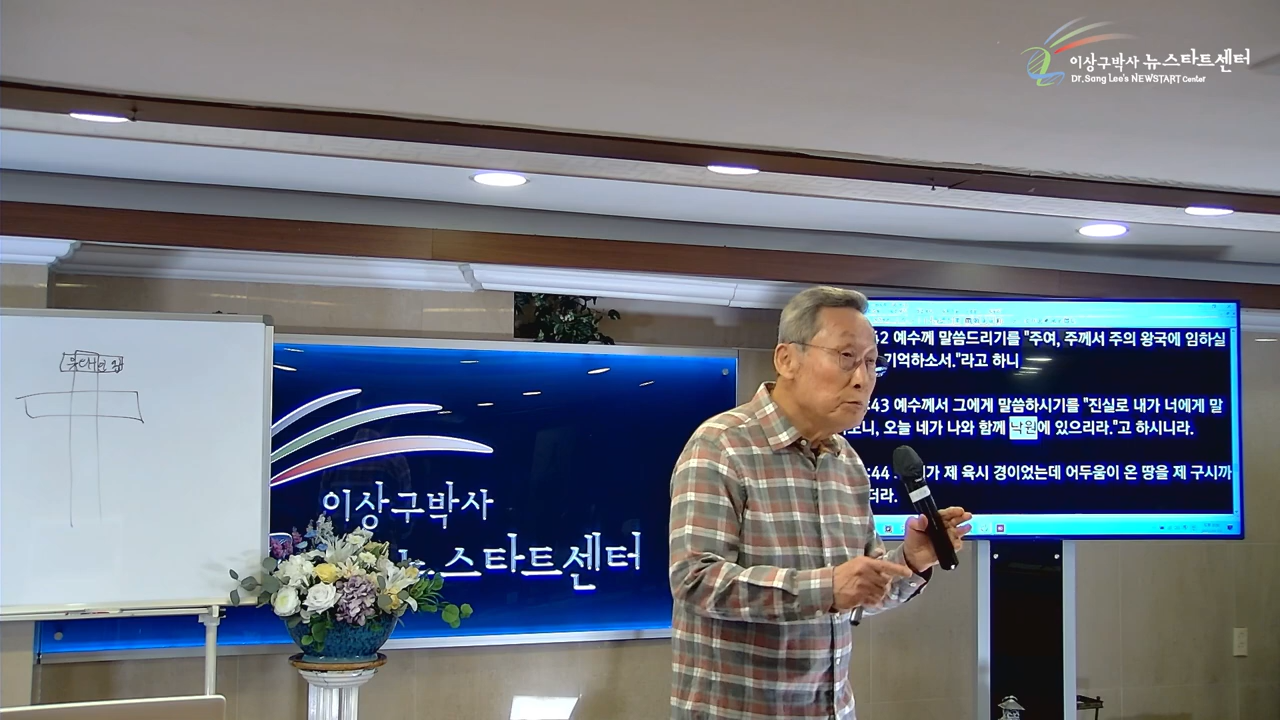 이상구박사 뉴스타트센터
Dr. Sang Lee's NEWSTART Center
42 예수께 말씀드리기를 "주여, 주께서 주의 왕국에 임하실
기억하소서."라고 하니
:43 예수께서 그에게 말씀하시기를 "진실로 내가 너에게 말
니, 오늘 네가 나와 함께 낙원에 있으리라."고 하시니라.
:44 가 제 육시 경이었는데 어두움이 온 땅을 제 구시까
더라.
이상구박사
뉴스타트센터